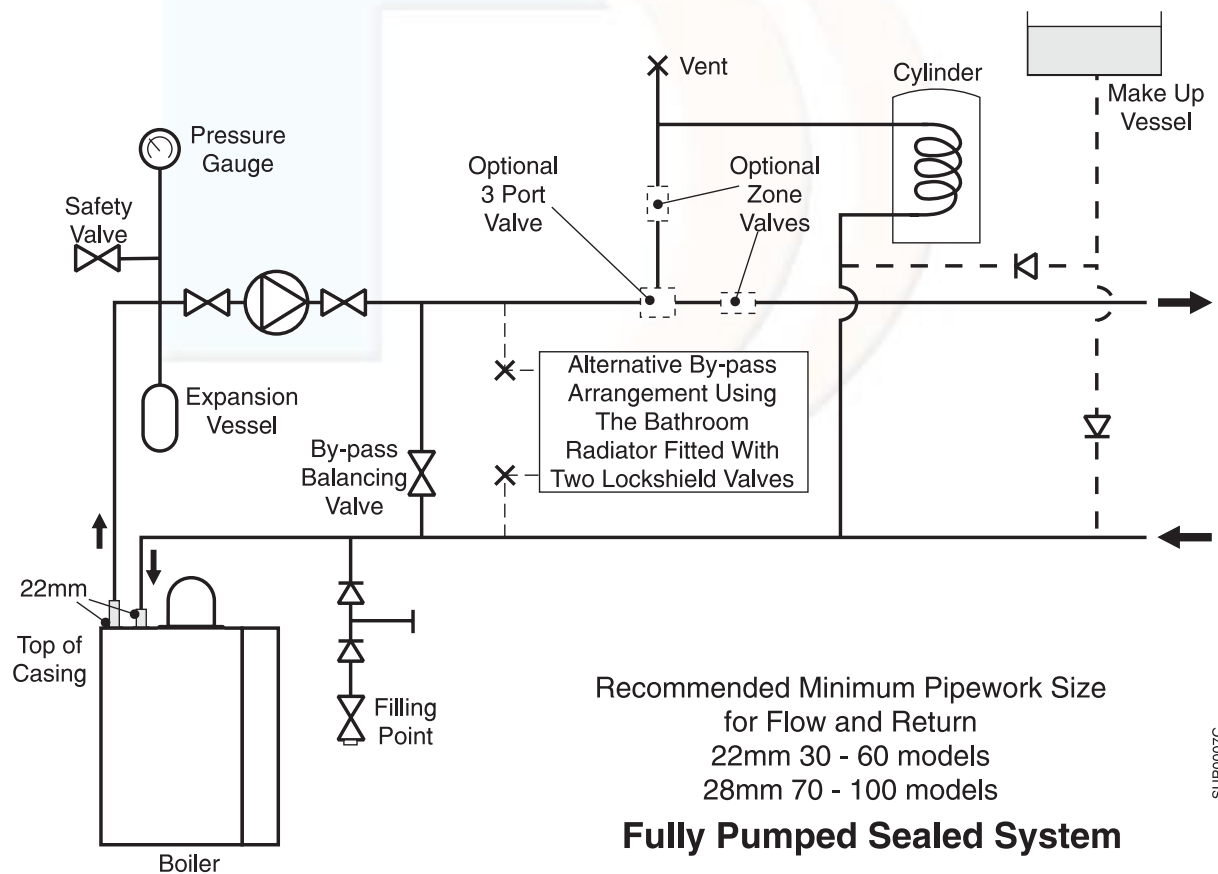 Vent
Cylinder
Make Up
Vessel
Pressure
Gauge
Safety
Valve
Optional
3 Port
Valve
Optional
Zone
Valves
Expansion
Vessel
By-pass
Balancing
Valve
Alternative By-pass
Arrangement Using
The Bathroom
Radiator Fitted With
Two Lockshield Valves
22mm
Top of
Casing
Filling
Point
Boiler
Recommended Minimum Pipework Size
for Flow and Return
22mm 30 - 60 models
28mm 70 - 100 models
Fully Pumped Sealed System